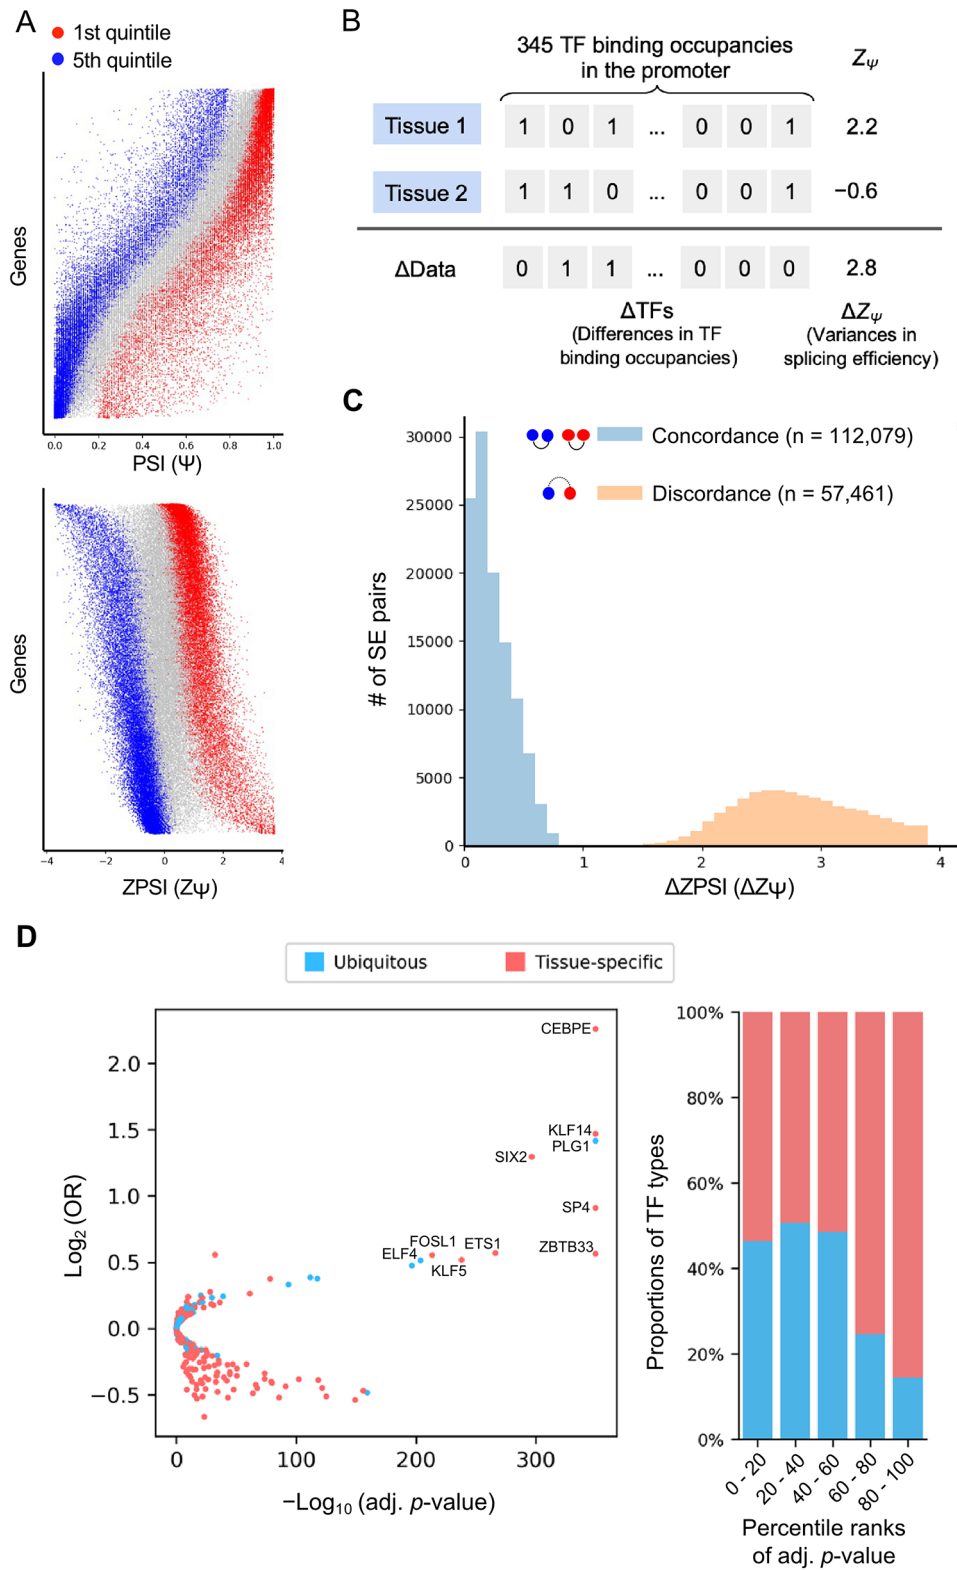 A
1st quintile
5th quintile
Genes
0.0 0.2 0.4 0.6 0.8 1.0
PSI (Ψ)
Genes
−4 −2 0 2 4
ZPSI (Zψ)
B
345 TF binding occupancies
in the promoter
Zψ
Tissue 1 1 0 1 ... 0 0 1 2.2
Tissue 2 1 1 0 ... 0 0 1 −0.6
ΔData 0 1 1 ... 0 0 0 2.8
ΔTFs
(Differences in TF
binding occupancies)
ΔZψ
(Variances in
splicing efficiency)
C
Concordance (n = 112,079)
Discordance (n = 57,461)
# of SE pairs
30000
25000
20000
15000
10000
5000
0
0 1 2 3 4
ΔZPSI (ΔZψ)
D
Ubiquitous
Tissue-specific
Log2 (OR)
2.0
1.5
1.0
0.5
0.0
−0.5
CEBPE
KLF14
PLG1
SIX2
SP4
ZBTB33
FOSL1 ETS1
ELF4
KLF5
0 100 200 300
−Log10 (adj. p-value)
Proportions of TF types
100%
80%
60%
40%
20%
0%
0 - 20
20 - 40
40 - 60
60 - 80
80 - 100
Percentile ranks
of adj. p-value